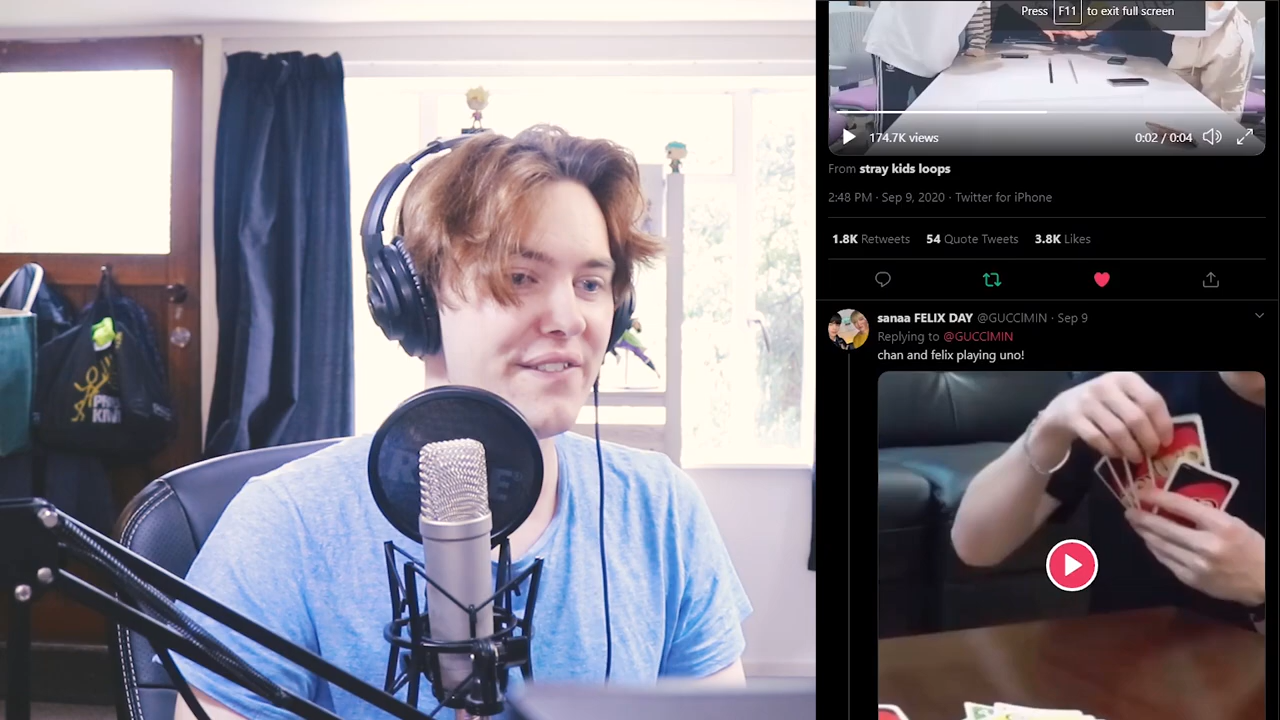 Press F11 to exit full screen
174.7K views
0:02 / 0:04
From stray kids loops
2:48 PM · Sep 9, 2020 · Twitter for iPhone
1.8K Retweets 54 Quote Tweets 3.8K Likes
sanaa FELIX DAY @GUCCIMIN · Sep 9
Replying to @GUCCIMIN
chan and felix playing uno!